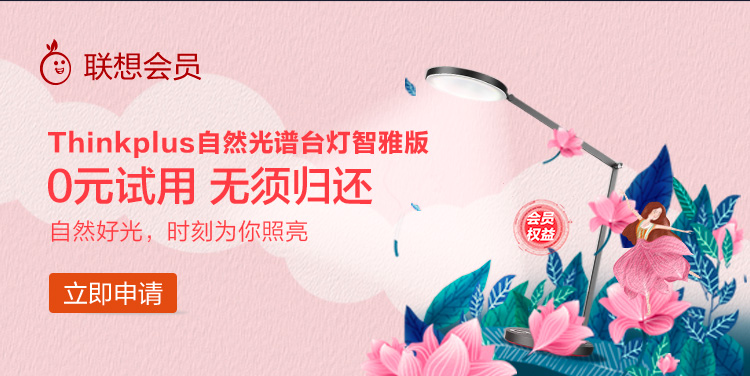 联想会员
Thinkplus自然光谱台灯智雅版
0元试用 无须归还
自然好光，时刻为你照亮
会员
权益
立即申请